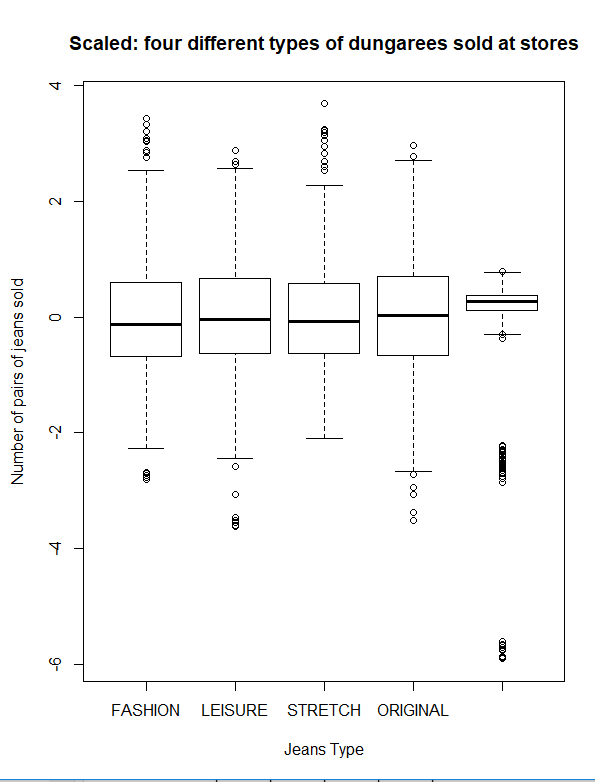 Scaled: four different types of dungarees sold at stores
4
2
0
-2
-4
-6
Number of pairs of jeans sold
FASHION LEISURE STRETCH ORIGINAL
Jeans Type